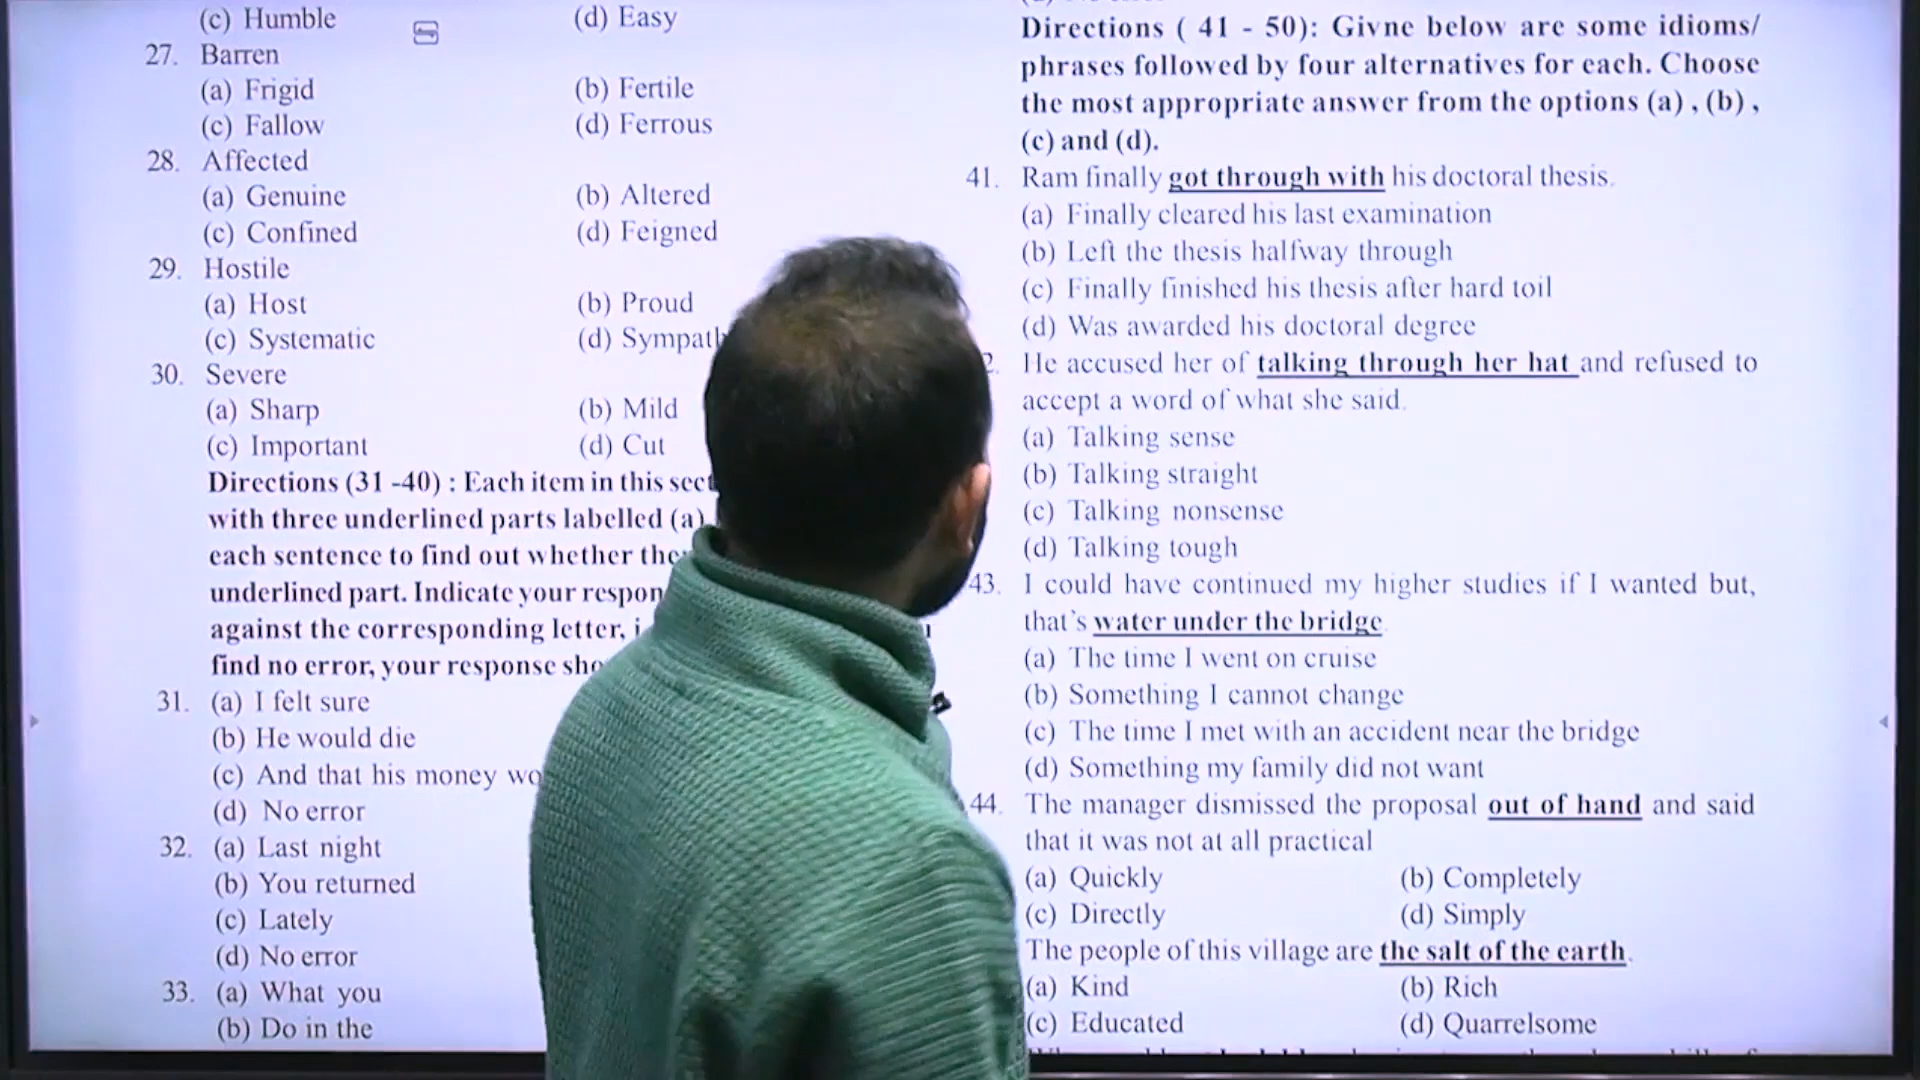 (c) Humble (d) Easy
27. Barren
(a) Frigid (b) Fertile
(c) Fallow (d) Ferrous
28. Affected
(a) Genuine (b) Altered
(c) Confined (d) Feigned
29. Hostile
(a) Host (b) Proud
(c) Systematic (d)
30. Severe
(a) Sharp (b) Mild
(c) Important (d) Cut
Directions (31 -40) : Each item in this
with three underlined parts labelled (a)
each sentence to find out whether
underlined part. Indicate your
against the corresponding letter,
find no error, your response
31. (a) I felt sure
(b) He would die
(c) And that his money
(d) No error
32. (a) Last night
(b) You returned
(c) Lately
(d) No error
33. (a) What you
(b) Do in the
Directions ( 41 - 50): Givne below are some idioms/
phrases followed by four alternatives for each. Choose
the most appropriate answer from the options (a) , (b) ,
(c) and (d).
41. Ram finally got through with his doctoral thesis.
(a) Finally cleared his last examination
(b) Left the thesis halfway through
(c) Finally finished his thesis after hard toil
(d) Was awarded his doctoral degree
He accused her of talking through her hat and refused to
accept a word of what she said.
(a) Talking sense
(b) Talking straight
(c) Talking nonsense
(d) Talking tough
43. I could have continued my higher studies if I wanted but,
that's water under the bridge.
(a) The time I went on cruise
(b) Something I cannot change
(c) The time I met with an accident near the bridge
(d) Something my family did not want
44. The manager dismissed the proposal out of hand and said
that it was not at all practical
(a) Quickly (b) Completely
(c) Directly (d) Simply
The people of this village are the salt of the earth.
(a) Kind (b) Rich
(c) Educated (d) Quarrelsome